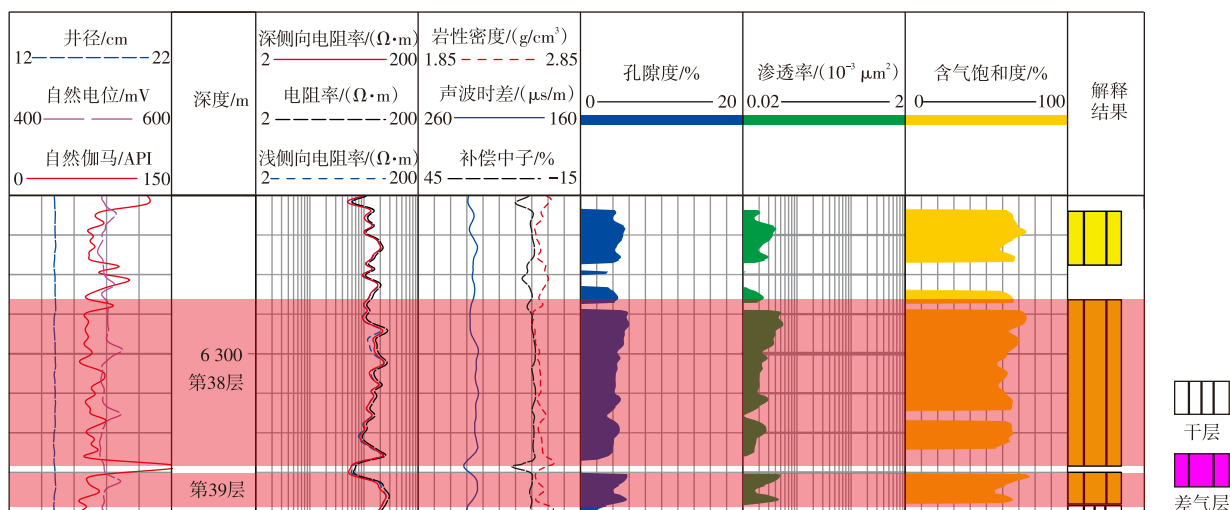 井径/cm
12 22
自然电位/mV
400 600
自然伽马/API
0 150
深度/m
深侧向电阻率/(Ω·m)
2 200
电阻率/(Ω·m)
2 200
浅侧向电阻率/(Ω·m)
2 200
岩性密度/(g/cm³)
1.85 2.85
声波时差/(μs/m)
260 160
补偿中子/%
45 −15
孔隙度/%
0 20
渗透率/(10⁻³ μm²)
0.02 2
含气饱和度/%
0 100
解释
结果
6 300
第38层
第39层
干层
差气层